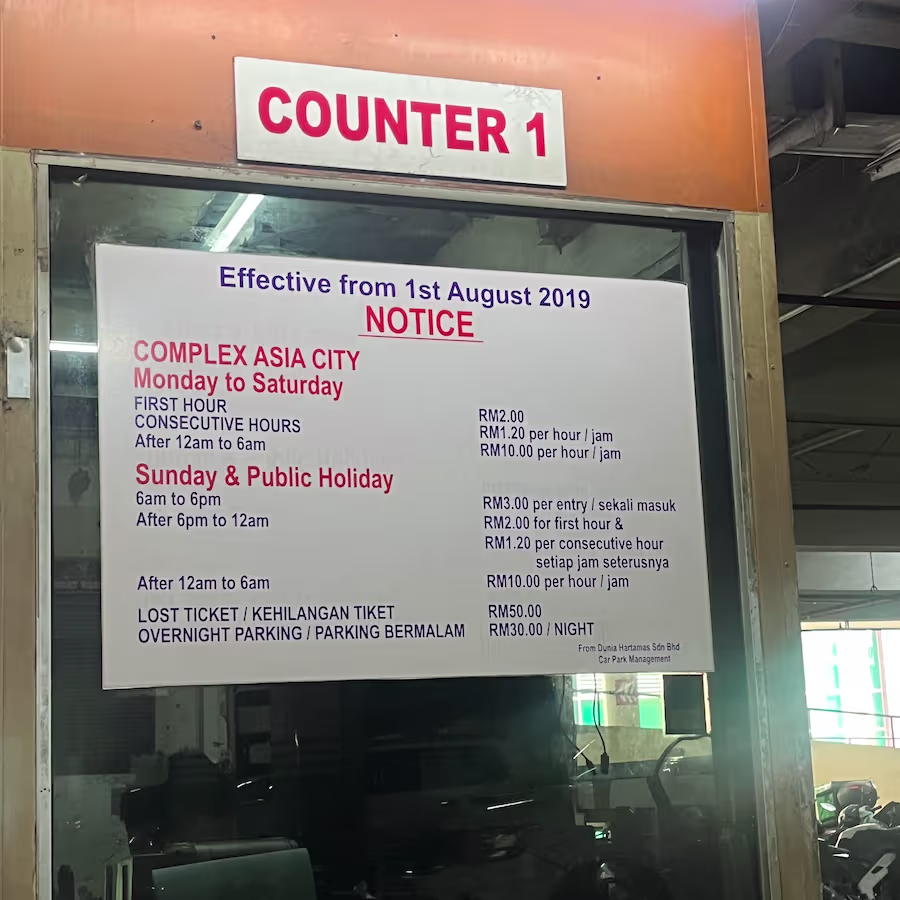 COUNTER 1
Effective from 1st August 2019
NOTICE
COMPLEX ASIA CITY
Monday to Saturday
FIRST HOUR RM2.00
CONSECUTIVE HOURS RM1.20 per hour / jam
After 12am to 6am RM10.00 per hour / jam
Sunday & Public Holiday
6am to 6pm RM3.00 per entry / sekali masuk
After 6pm to 12am RM2.00 for first hour &
RM1.20 per consecutive hour
setiap jam seterusnya
After 12am to 6am RM10.00 per hour / jam
LOST TICKET / KEHILANGAN TIKET RM50.00
OVERNIGHT PARKING / PARKING BERMALAM RM30.00 / NIGHT
From Dunia Hartamas Sdn Bhd
Car Park Management